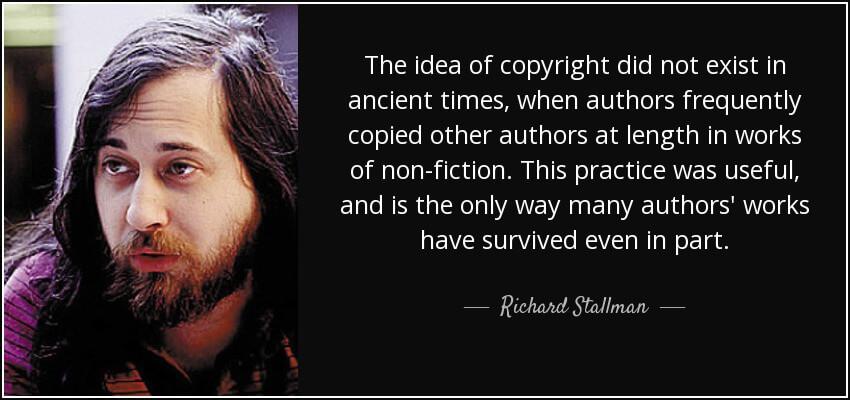 The idea of copyright did not exist in
ancient times, when authors frequently
copied other authors at length in works
of non-fiction. This practice was useful,
and is the only way many authors' works
have survived even in part.
Richard Stallman